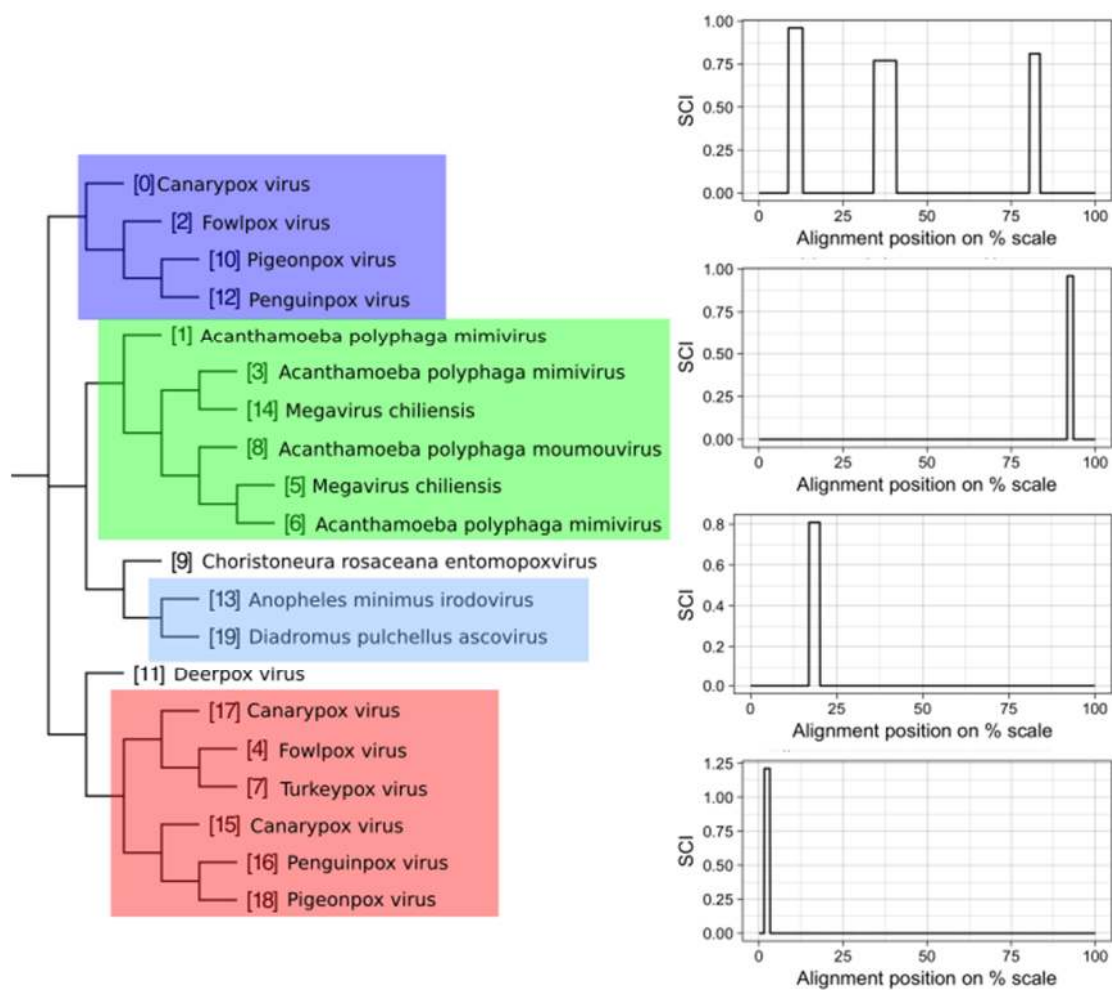 [0]Canarypox virus
[2] Fowlpox virus
[10] Pigeonpox virus
[12] Penguinpox virus
[1] Acanthamoeba polyphaga mimivirus
[3] Acanthamoeba polyphaga mimivirus
[14] Megavirus chiliensis
[8] Acanthamoeba polyphaga moumouvirus
[5] Megavirus chiliensis
[6] Acanthamoeba polyphaga mimivirus
[9] Choristoneura rosaceana entomopoxvirus
[13] Anopheles minimus irodovirus
[19] Diadromus pulchellus ascovirus
[11] Deerpox virus
[17] Canarypox virus
[4] Fowlpox virus
[7] Turkeypox virus
[15] Canarypox virus
[16] Penguinpox virus
[18] Pigeonpox virus
1.00
0.75
0.50
0.25
0.00
SCI
0 25 50 75 100
Alignment position on % scale
1.00
0.75
0.50
0.25
0.00
SCI
0 25 50 75 100
Alignment position on % scale
0.8
0.6
0.4
0.2
0.0
SCI
0 25 50 75 100
Alignment position on % scale
1.25
1.00
0.75
0.50
0.25
0.00
SCI
0 25 50 75 100
Alignment position on % scale